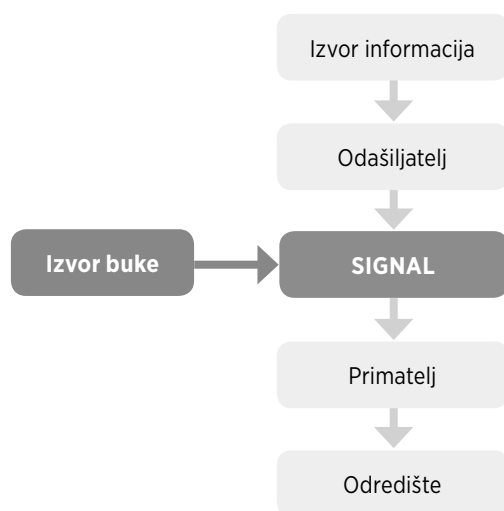 Izvor informacija
Odašiljatelj
Izvor buke
SIGNAL
Primatelj
Odredište